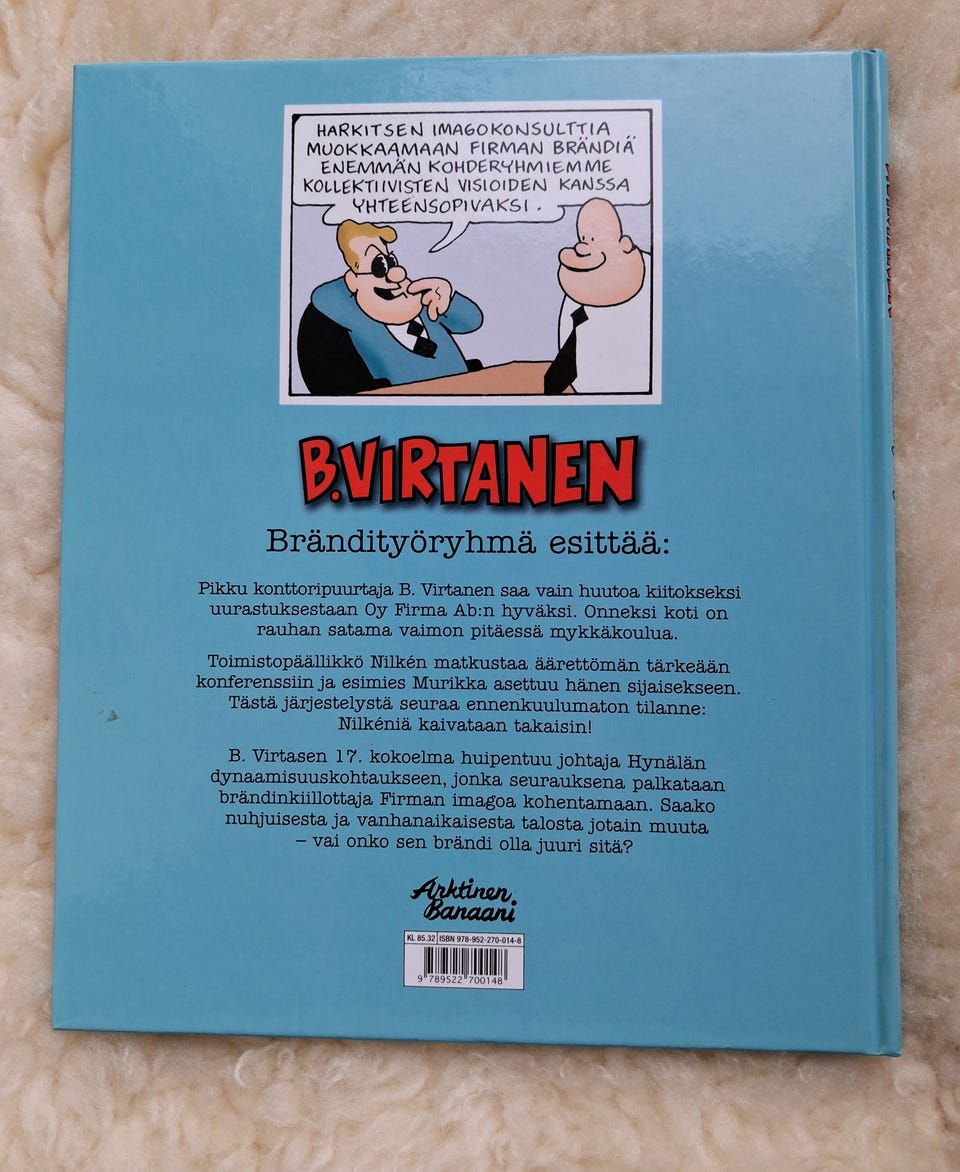 HARKITSEN IMAGOKONSULTTIA
MUOKKAAMAAN FIRMAN BRÄNDIÄ
ENEMMÄN KOHDERYHMIEMME
KOLLEKTIIVISTEN VISIOIDEN KANSSA
YHTEENSOPIVAKSI.
B.VIRTANEN
Brändityöryhmä esittää:
Pikku konttoripuurtaja B. Virtanen saa vain huutoa kiitokseksi
uurastuksestaan Oy Firma Ab:n hyväksi. Onneksi koti on
rauhan satama vaimon pitäessä mykkäkoulua.
Toimistopäällikkö Nilkén matkustaa äärettömän tärkeään
konferenssiin ja esimies Murikka asettuu hänen sijaisekseen.
Tästä järjestelystä seuraa ennenkuulumaton tilanne:
Nilkéniä kaivataan takaisin!
B. Virtasen 17. kokoelma huipentuu johtaja Hynälän
dynaamisuuskohtaukseen, jonka seurauksena palkataan
brändinkiillottaja Firman imagoa kohentamaan. Saako
nuhjuisesta ja vanhanaikaisesta talosta jotain muuta
– vai onko sen brändi olla juuri sitä?
Arktinen
Banaani
KL 85.32 ISBN 978-952-270-014-8
9 789522 700148